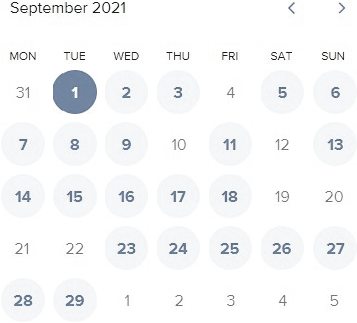 September 2021
MON TUE WED THU FRI SAT SUN
31 1 2 3 4 5 6
7 8 9 10 11 12 13
14 15 16 17 18 19 20
21 22 23 24 25 26 27
28 29 1 2 3 4 5